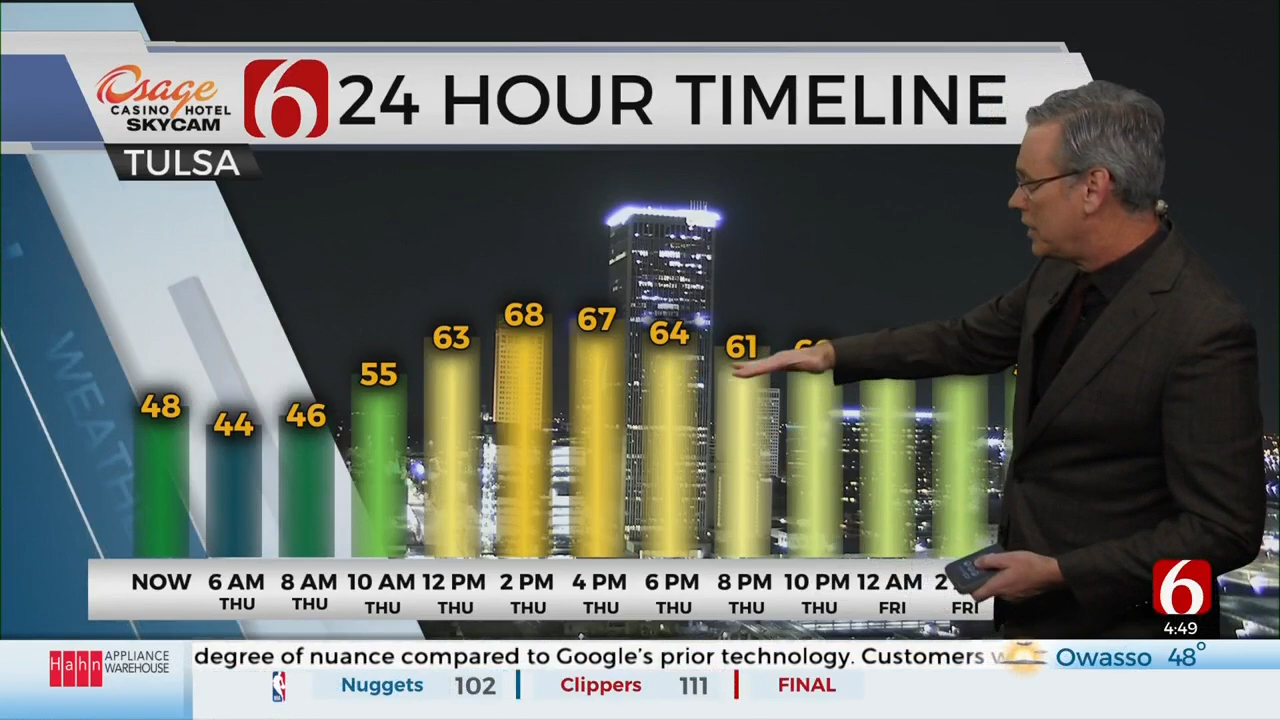 Osage
CASINO HOTEL
SKYCAM
6
24 HOUR TIMELINE
TULSA
WEATH
48 44 46 55 63 68 67 64 61
NOW 6 AM 8 AM 10 AM 12 PM 2 PM 4 PM 6 PM 8 PM 10 PM 12 AM 2
THU THU THU THU THU THU THU THU THU FRI FRI
6
4:49
Hahn APPLIANCE WAREHOUSE
degree of nuance compared to Google's prior technology. Customers
Owasso 48°
Nuggets 102 Clippers 111 FINAL